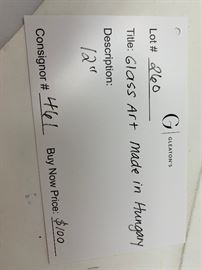 G | GLEATON'S
Lot # 260
Title: Glass Art made in Hungary
Description:
12"
Consignor # 461 Buy Now Price: $100